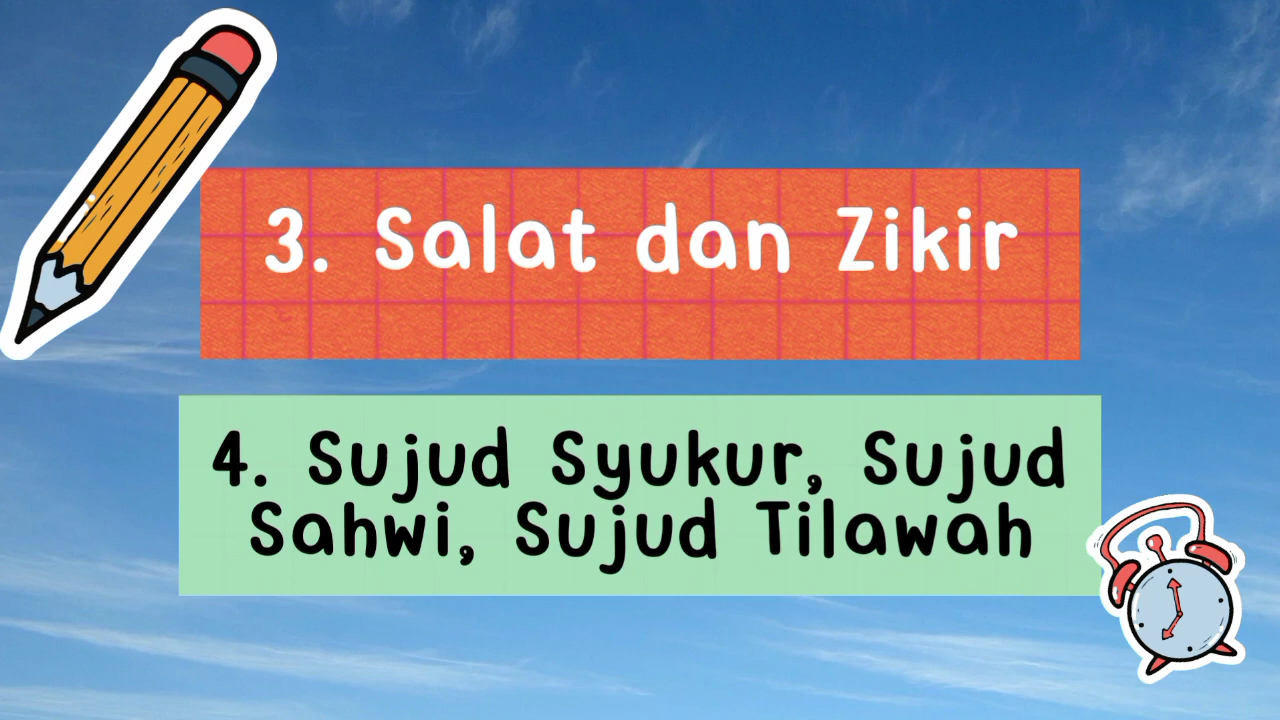 3. Salat dan Zikir
4. Sujud Syukur, Sujud
Sahwi, Sujud Tilawah